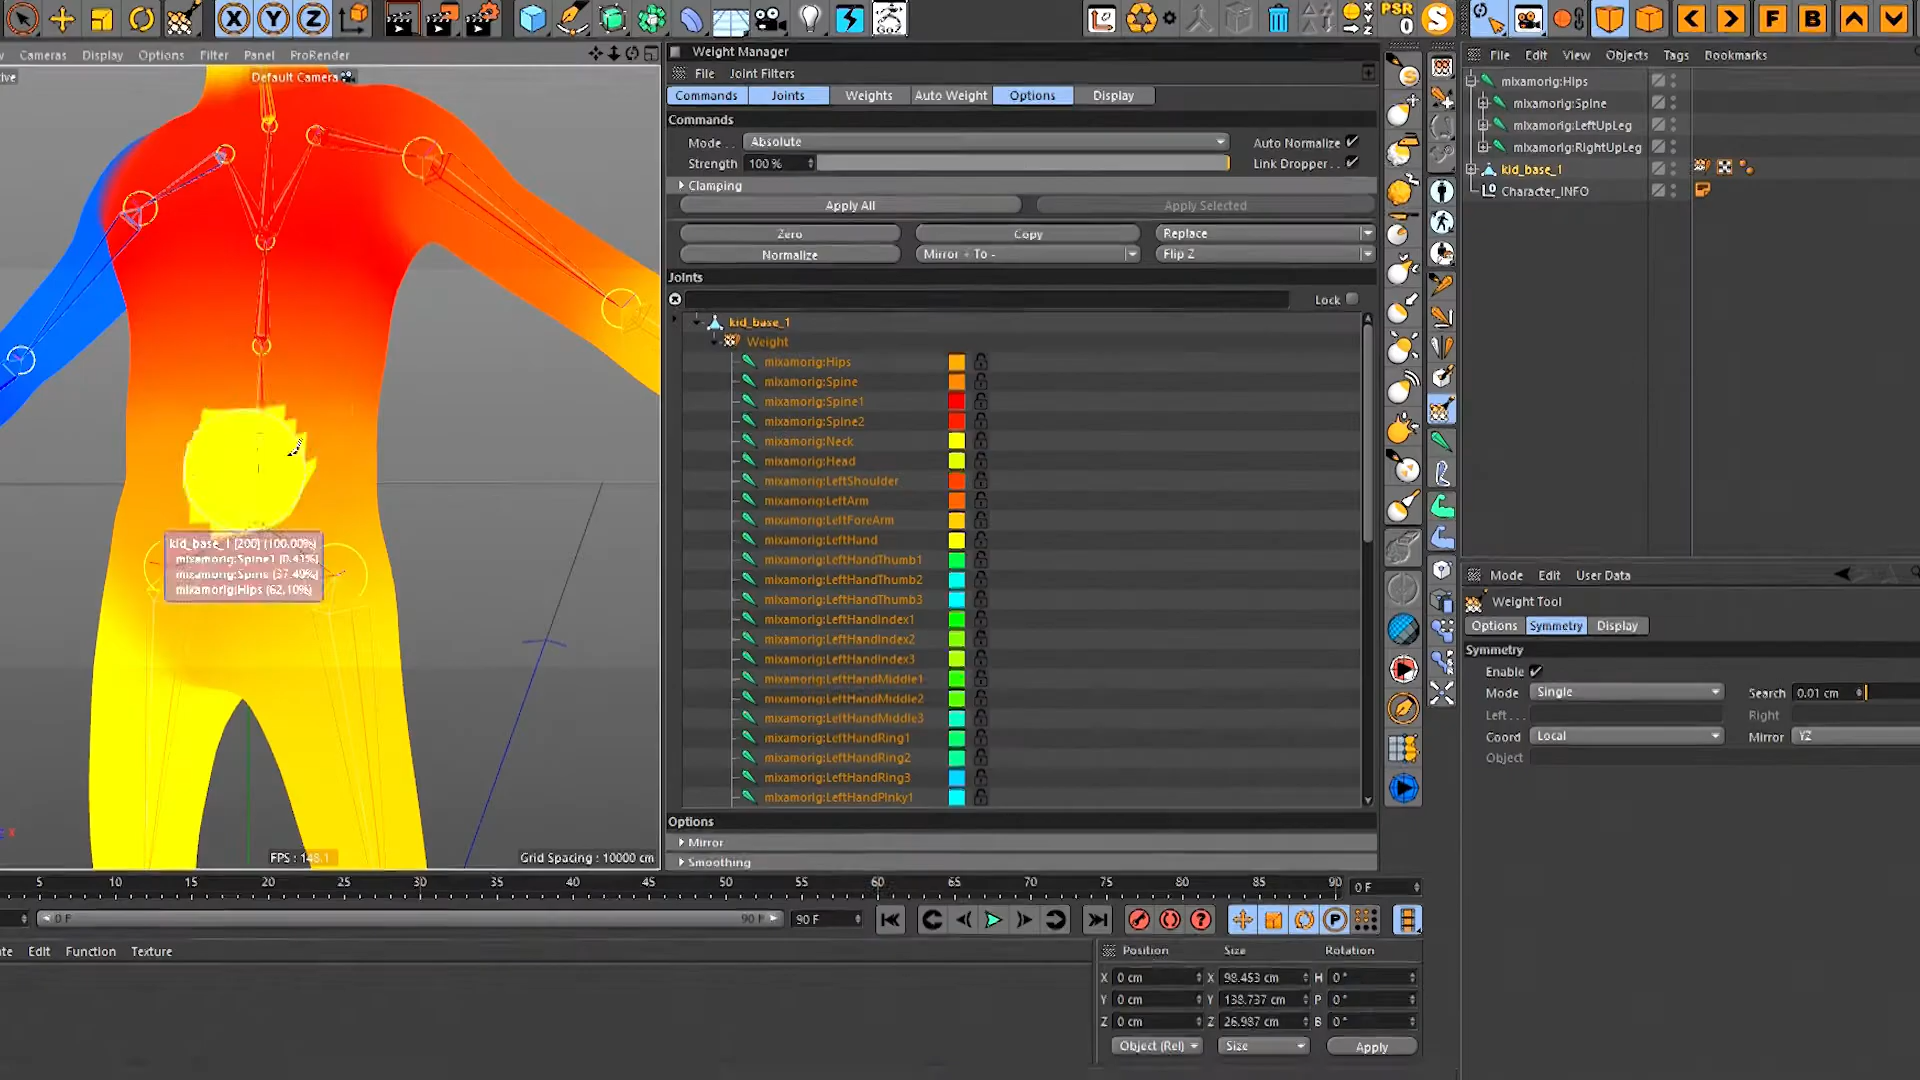 X Y Z
PSR
0
S
F B
GoZ
Cameras Display Options Filter Panel ProRender
Default Camera
Weight Manager
File Joint Filters
Commands Joints Weights Auto Weight Options Display
Commands
Mode . . Absolute Auto Normalize
Strength 100 % Link Dropper . .
Clamping
Apply All Apply Selected
Zero Copy Replace
Normalize Mirror + To - Flip Z
Joints
Lock
kid_base_1
Weight
mixamorig:Hips
mixamorig:Spine
mixamorig:Spine1
mixamorig:Spine2
mixamorig:Neck
mixamorig:Head
mixamorig:LeftShoulder
mixamorig:LeftArm
mixamorig:LeftForeArm
mixamorig:LeftHand
mixamorig:LeftHandThumb1
mixamorig:LeftHandThumb2
mixamorig:LeftHandThumb3
mixamorig:LeftHandIndex1
mixamorig:LeftHandIndex2
mixamorig:LeftHandIndex3
mixamorig:LeftHandMiddle1
mixamorig:LeftHandMiddle2
mixamorig:LeftHandMiddle3
mixamorig:LeftHandRing1
mixamorig:LeftHandRing2
mixamorig:LeftHandRing3
mixamorig:LeftHandPinky1
Options
Mirror
Smoothing
kid_base_1 [200] (100.00%)
mixamorig:Spine1 (0.41%)
mixamorig:Spine (37.49%)
mixamorig:Hips (62.10%)
X
FPS : 148.1
Grid Spacing : 10000 cm
File Edit View Objects Tags Bookmarks
mixamorig:Hips
mixamorig:Spine
mixamorig:LeftUpLeg
mixamorig:RightUpLeg
kid_base_1
Character_INFO
Mode Edit User Data
Weight Tool
Options Symmetry Display
Symmetry
Enable
Mode Single Search 0.01 cm
Left . . . Right
Coord Local Mirror YZ
Object
5 10 15 20 25 30 35 40 45 50 55 60 65 70 75 80 85 90 0 F
0 F 90 F 90 F
P
Edit Function Texture
Position Size Rotation
X 0 cm X 98.453 cm H 0 °
Y 0 cm Y 138.737 cm P 0 °
Z 0 cm Z 26.987 cm B 0 °
Object (Rel) Size Apply